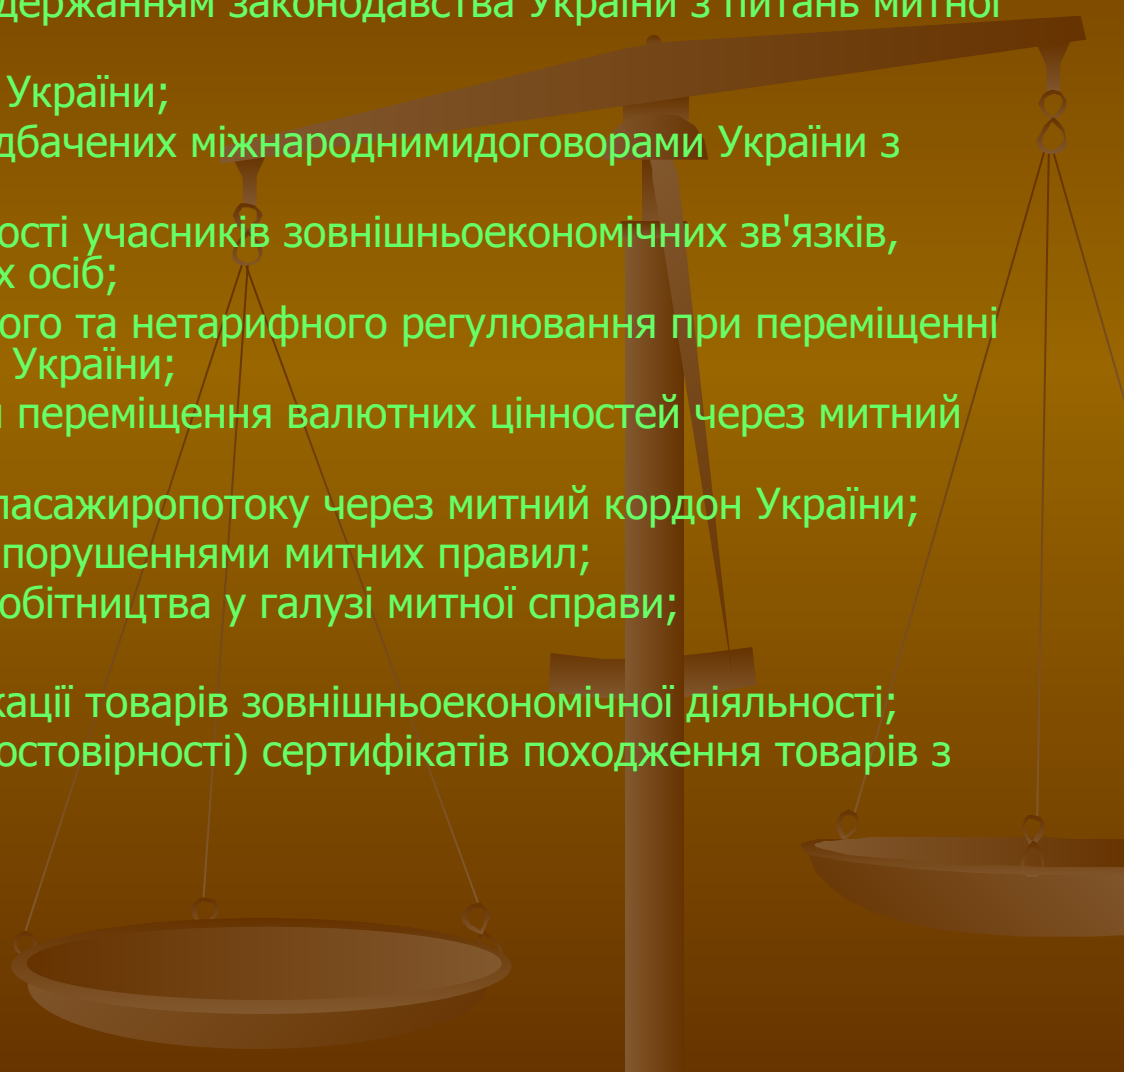 держанням законодавства України з питань митної
України;
дбачених міжнароднимидоговорами України з
ості учасників зовнішньоекономічних зв'язків,
х осіб;
ого та нетарифного регулювання при переміщенні
України;
переміщення валютних цінностей через митний
пасажиропотоку через митний кордон України;
порушеннями митних правил;
обітництва у галузі митної справи;
кації товарів зовнішньоекономічної діяльності;
остовірності) сертифікатів походження товарів з